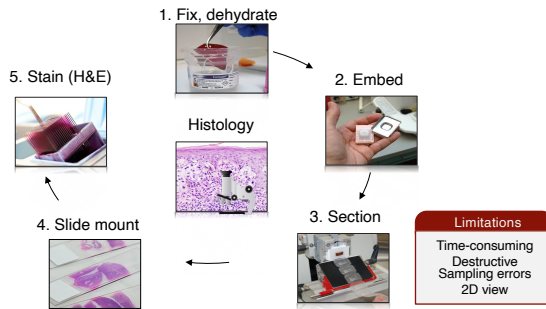 1. Fix, dehydrate
2. Embed
3. Section
4. Slide mount
5. Stain (H&E)
Histology
Limitations
Time-consuming
Destructive
Sampling errors
2D view